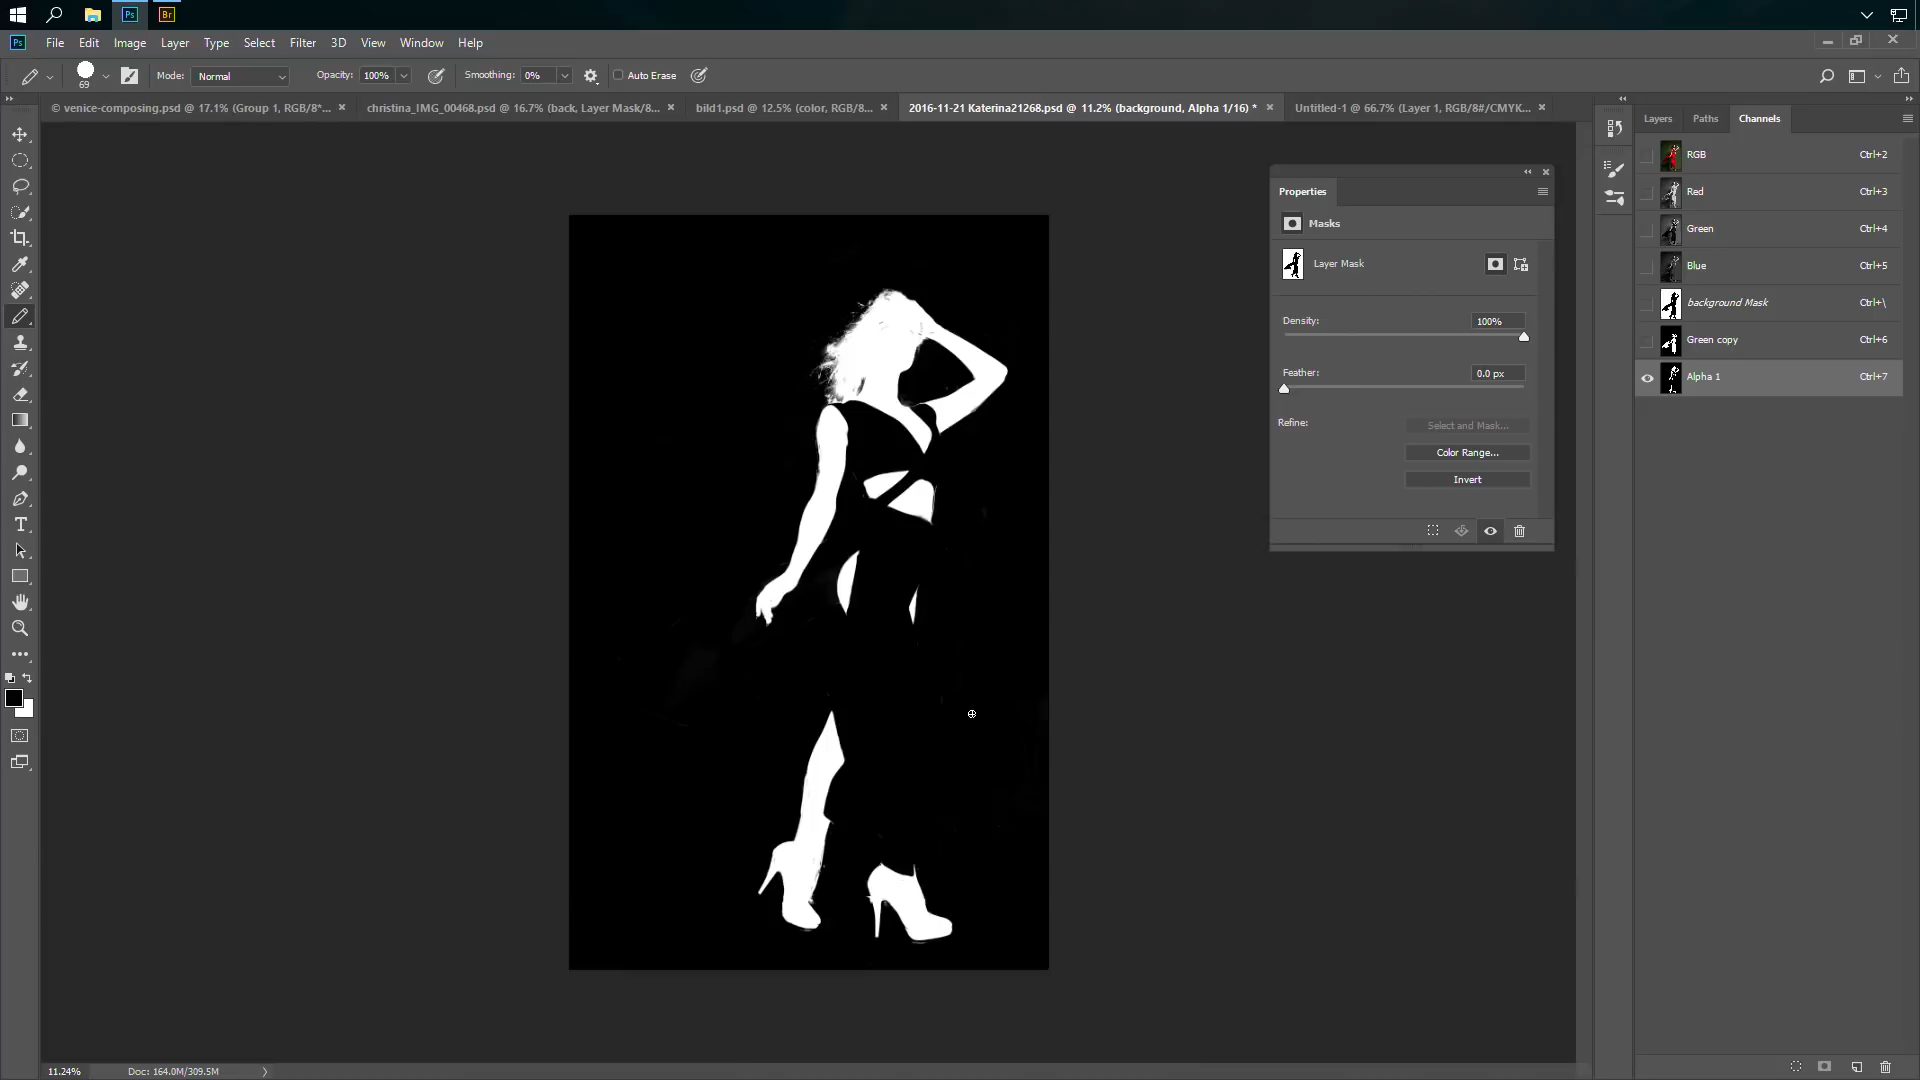 Ps
Br
Ps File Edit Image Layer Type Select Filter 3D View Window Help
69 Mode: Normal Opacity: 100% Smoothing: 0% Auto Erase
© venice-composing.psd @ 17.1% (Group 1, RGB/8*...
christina_IMG_00468.psd @ 16.7% (back, Layer Mask/8...
bild1.psd @ 12.5% (color, RGB/8...
2016-11-21 Katerina21268.psd @ 11.2% (background, Alpha 1/16) *
Untitled-1 @ 66.7% (Layer 1, RGB/8#/CMYK...
Layers Paths Channels
RGB Ctrl+2
Red Ctrl+3
Green Ctrl+4
Blue Ctrl+5
background Mask Ctrl+\
Green copy Ctrl+6
Alpha 1 Ctrl+7
Properties
Masks
Layer Mask
Density: 100%
Feather: 0.0 px
Refine: Select and Mask...
Color Range...
Invert
T
11.24% Doc: 164.0M/309.5M